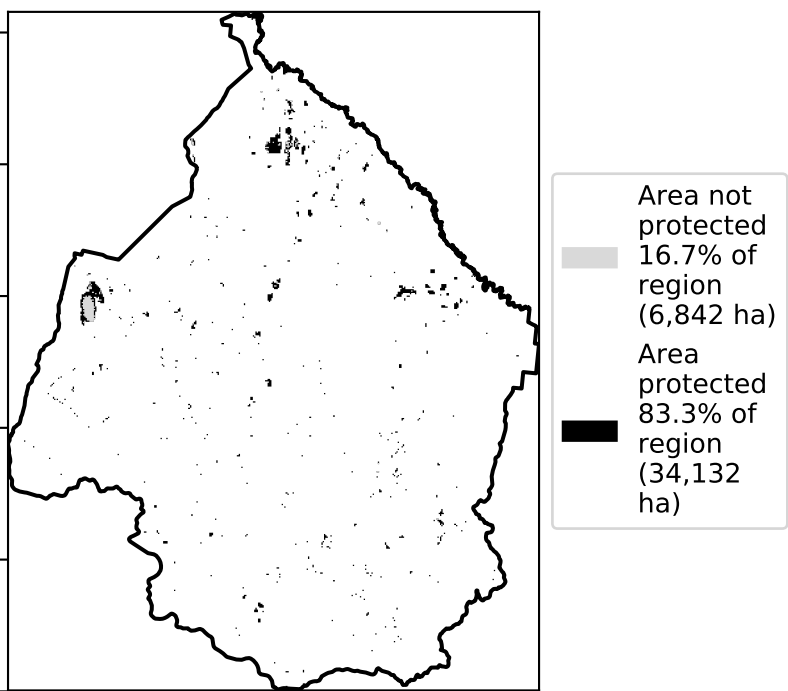 Area not
protected
16.7% of
region
(6,842 ha)
Area
protected
83.3% of
region
(34,132
ha)